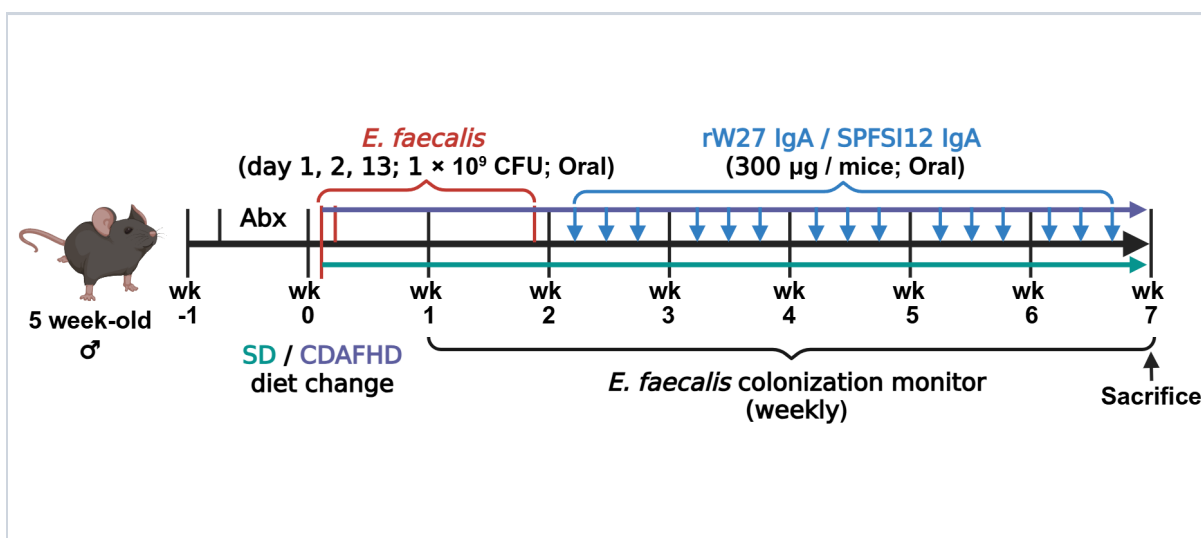 E. faecalis
(day 1, 2, 13; 1 × 10⁹ CFU; Oral)
rW27 IgA / SPFSI12 IgA
(300 µg / mice; Oral)
Abx
5 week-old
♂
wk -1
wk 0
wk 1
wk 2
wk 3
wk 4
wk 5
wk 6
wk 7
SD / CDAFHD
diet change
E. faecalis colonization monitor
(weekly)
Sacrifice